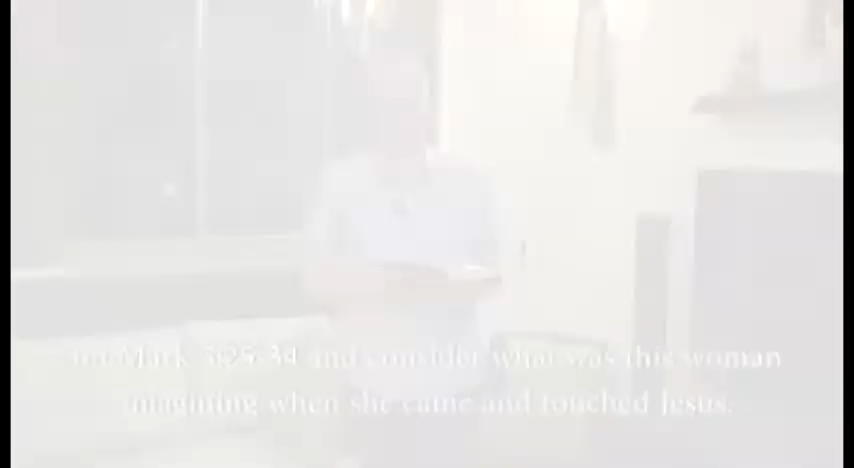 Mark 5:25-34 and consider what was this woman
imagining when she came and touched Jesus.